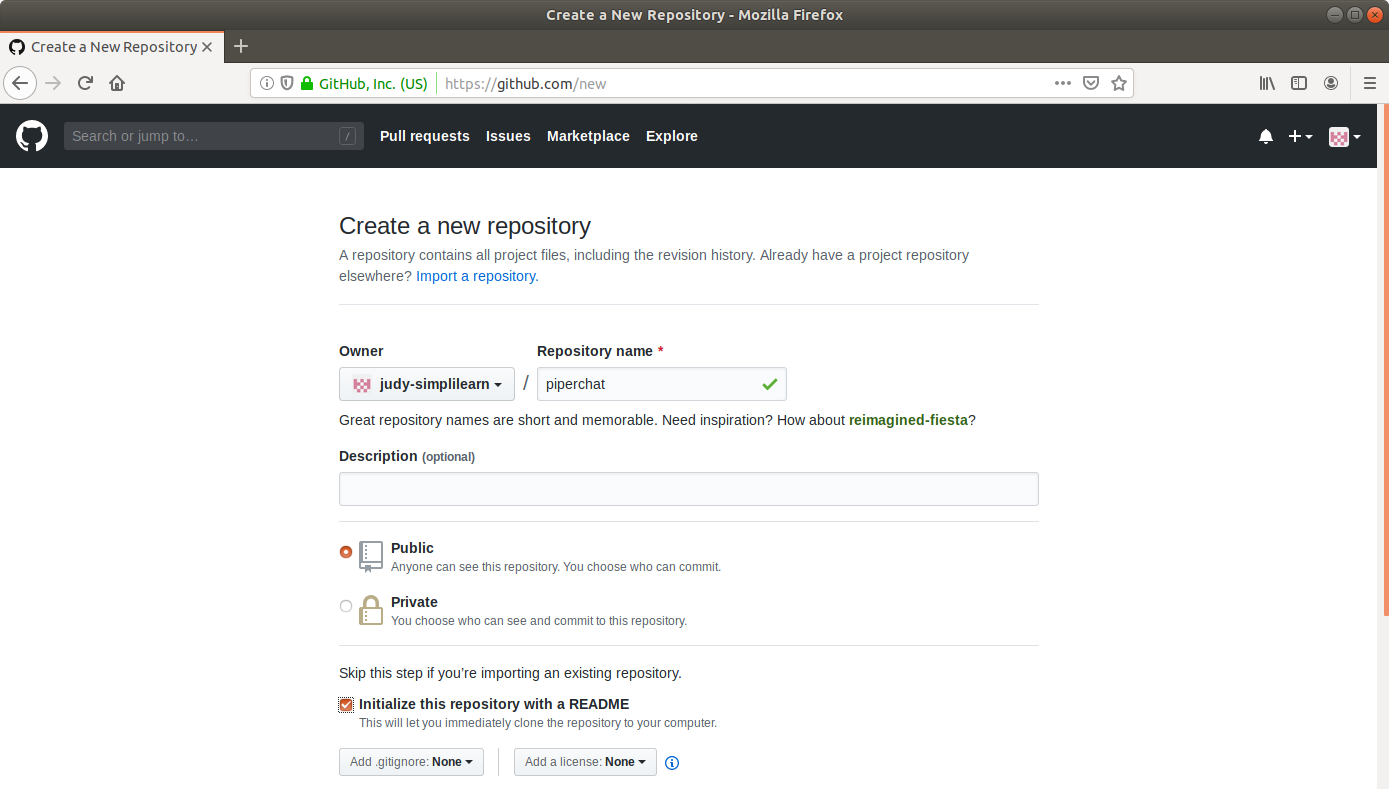 Create a New Repository - Mozilla Firefox
Create a New Repository
GitHub, Inc. (US) https://github.com/new
Search or jump to… / Pull requests Issues Marketplace Explore
Create a new repository
A repository contains all project files, including the revision history. Already have a project repository
elsewhere? Import a repository.
Owner Repository name *
judy-simplilearn / piperchat
Great repository names are short and memorable. Need inspiration? How about reimagined-fiesta?
Description (optional)
Public
Anyone can see this repository. You choose who can commit.
Private
You choose who can see and commit to this repository.
Skip this step if you’re importing an existing repository.
Initialize this repository with a README
This will let you immediately clone the repository to your computer.
Add .gitignore: None Add a license: None